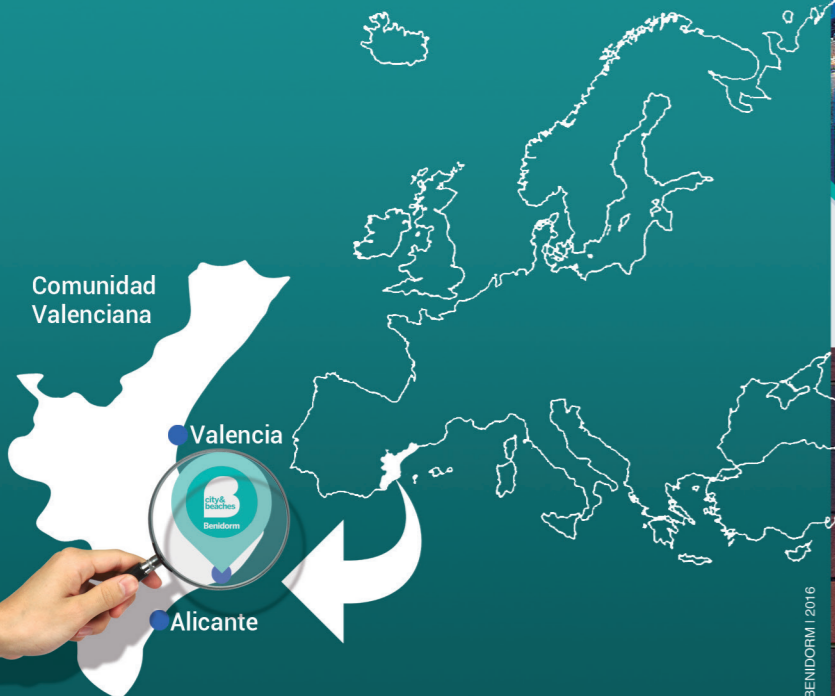 Comunidad
Valenciana
Valencia
city&
beaches
Benidorm
Alicante
BENIDORM | 2016